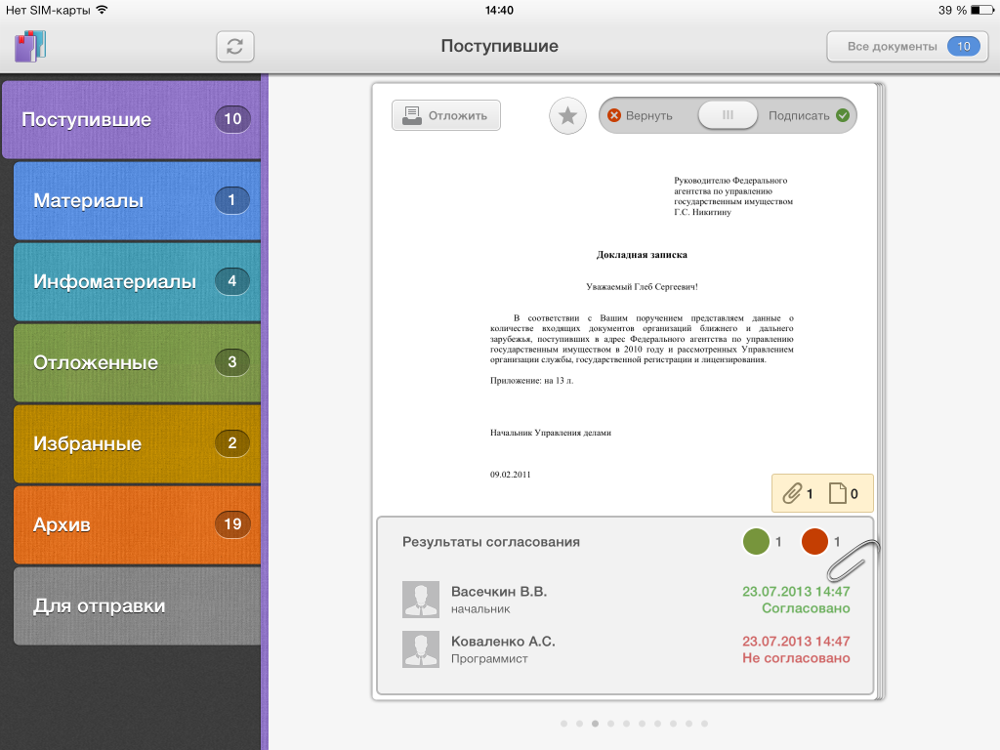 Нет SIM-карты
14:40
39 %
Поступившие
Все документы 10
Поступившие 10
Материалы 1
Инфоматериалы 4
Отложенные 3
Избранные 2
Архив 19
Для отправки
Отложить
Вернуть
Подписать
Руководителю Федерального
агентства по управлению
государственным имуществом
Г.С. Никитину
Докладная записка
Уважаемый Глеб Сергеевич!
В соответствии с Вашим поручением представляем данные о
количестве входящих документов организаций ближнего и дальнего
зарубежья, поступивших в адрес Федерального агентства по управлению
государственным имуществом в 2010 году и рассмотренных Управлением
организации службы, государственной регистрации и лицензирования.
Приложение: на 13 л.
Начальник Управления делами
09.02.2011
1 0
Результаты согласования 1 1
Васечкин В.В. 23.07.2013 14:47
начальник Согласовано
Коваленко А.С. 23.07.2013 14:47
Программист Не согласовано